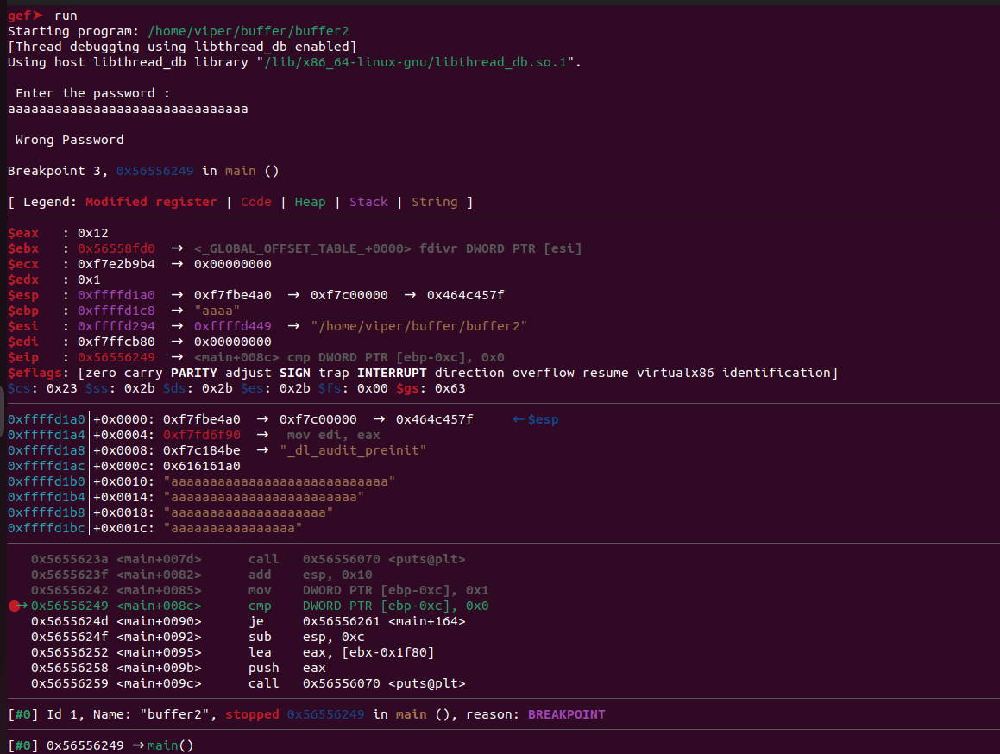 gef➤  run
Starting program: /home/viper/buffer/buffer2
[Thread debugging using libthread_db enabled]
Using host libthread_db library "/lib/x86_64-linux-gnu/libthread_db.so.1".
 Enter the password :
aaaaaaaaaaaaaaaaaaaaaaaaaaaaaaa
 Wrong Password
Breakpoint 3, 0x56556249 in main ()
[ Legend: Modified register | Code | Heap | Stack | String ]
$eax   : 0x12
$ebx   : 0x56558fd0  →  <_GLOBAL_OFFSET_TABLE_+0000> fdivr DWORD PTR [esi]
$ecx   : 0xf7e2b9b4  →  0x00000000
$edx   : 0x1
$esp   : 0xffffd1a0  →  0xf7fbe4a0  →  0xf7c00000  →  0x464c457f
$ebp   : 0xffffd1c8  →  "aaaa"
$esi   : 0xffffd294  →  0xffffd449  →  "/home/viper/buffer/buffer2"
$edi   : 0xf7ffcb80  →  0x00000000
$eip   : 0x56556249  →  <main+008c> cmp DWORD PTR [ebp-0xc], 0x0
$eflags: [zero carry PARITY adjust SIGN trap INTERRUPT direction overflow resume virtualx86 identification]
$cs: 0x23 $ss: 0x2b $ds: 0x2b $es: 0x2b $fs: 0x00 $gs: 0x63
0xffffd1a0│+0x0000: 0xf7fbe4a0  →  0xf7c00000  →  0x464c457f     ←$esp
0xffffd1a4│+0x0004: 0xf7fd6f90  →   mov edi, eax
0xffffd1a8│+0x0008: 0xf7c184be  →  "_dl_audit_preinit"
0xffffd1ac│+0x000c: 0x616161a0
0xffffd1b0│+0x0010: "aaaaaaaaaaaaaaaaaaaaaaaaaaaa"
0xffffd1b4│+0x0014: "aaaaaaaaaaaaaaaaaaaaaaaa"
0xffffd1b8│+0x0018: "aaaaaaaaaaaaaaaaaaaa"
0xffffd1bc│+0x001c: "aaaaaaaaaaaaaaaa"
0x5655623a <main+007d>      call   0x56556070 <puts@plt>
0x5655623f <main+0082>      add    esp, 0x10
0x56556242 <main+0085>      mov    DWORD PTR [ebp-0xc], 0x1
●→0x56556249 <main+008c>      cmp    DWORD PTR [ebp-0xc], 0x0
0x5655624d <main+0090>      je     0x56556261 <main+164>
0x5655624f <main+0092>      sub    esp, 0xc
0x56556252 <main+0095>      lea    eax, [ebx-0x1f80]
0x56556258 <main+009b>      push   eax
0x56556259 <main+009c>      call   0x56556070 <puts@plt>
[#0] Id 1, Name: "buffer2", stopped 0x56556249 in main (), reason: BREAKPOINT
[#0] 0x56556249 →main()